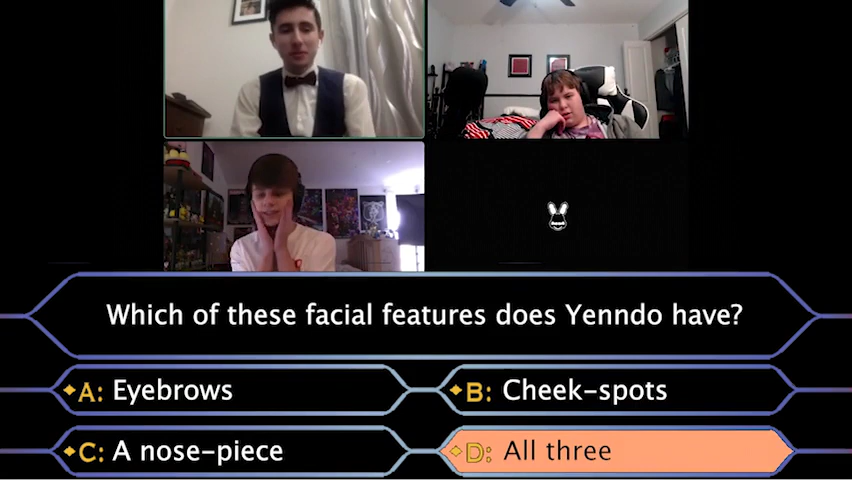 Which of these facial features does Yenndo have?
A: Eyebrows
B: Cheek-spots
C: A nose-piece
D: All three